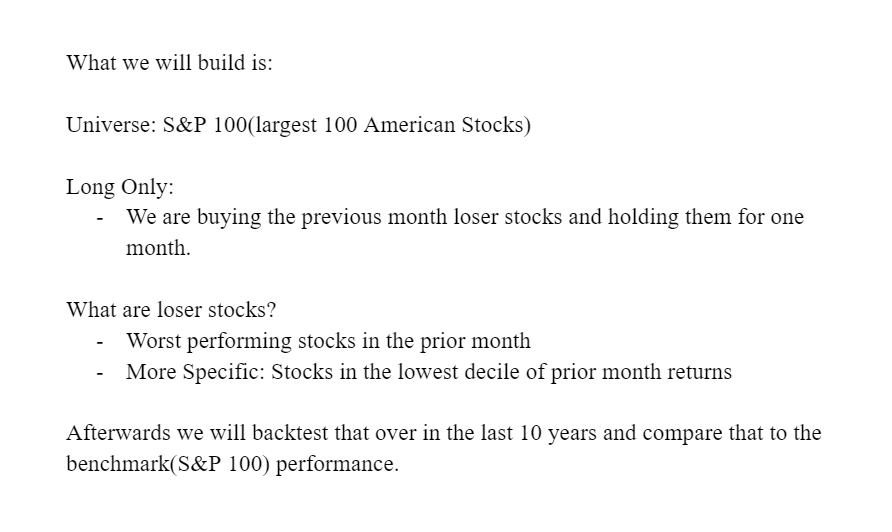 What we will build is:
Universe: S&P 100(largest 100 American Stocks)
Long Only:
- We are buying the previous month loser stocks and holding them for one
month.
What are loser stocks?
- Worst performing stocks in the prior month
- More Specific: Stocks in the lowest decile of prior month returns
Afterwards we will backtest that over in the last 10 years and compare that to the
benchmark(S&P 100) performance.